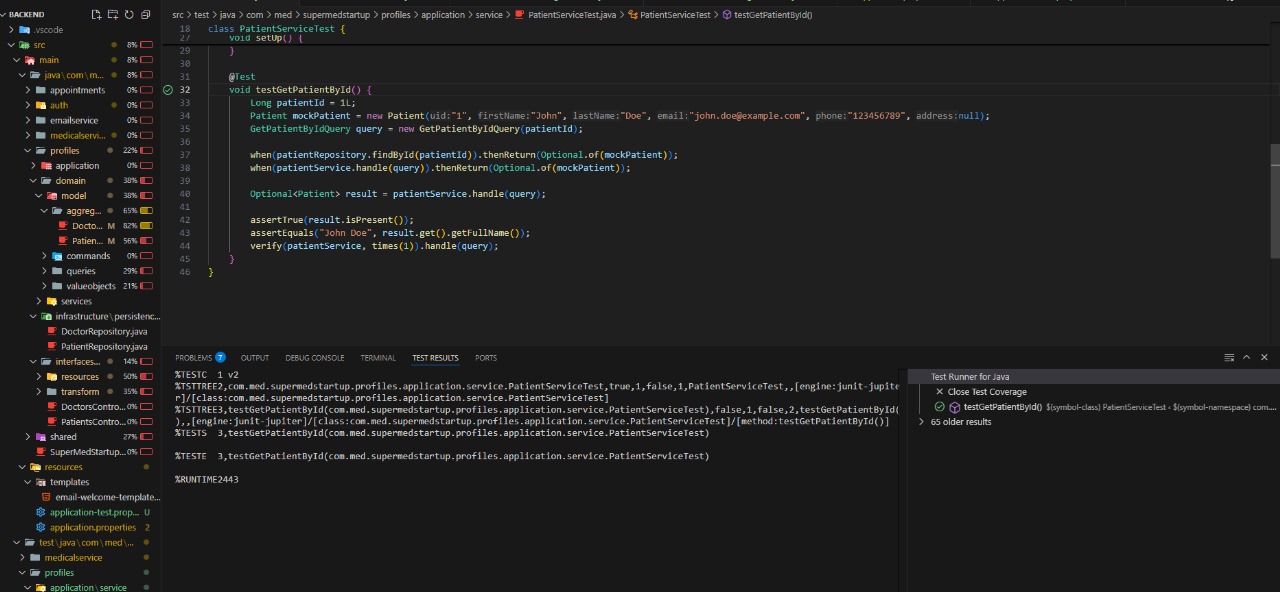 BACKEND
src > test > java > com > med > supermedstartup > profiles > application > service > PatientServiceTest.java > PatientServiceTest > testGetPatientById()
.vscode
src 8%
main 8%
java\com\m... 8%
appointments 0%
auth 0%
emailservice 0%
medicalservi... 0%
profiles 22%
application 0%
domain 38%
model 38%
aggreg... 65%
Docto... M 82%
Patien... M 56%
commands 0%
queries 29%
valueobjects 21%
services
infrastructure\persistenc...
DoctorRepository.java
PatientRepository.java
interfaces... 14%
resources 50%
transform 35%
DoctorsContro... 0%
PatientsContro... 0%
shared 27%
SuperMedStartup... 0%
resources
templates
email-welcome-template...
application-test.prop... U
application.properties 2
test\java\com\med\...
medicalservice
profiles
application\service
18 class PatientServiceTest {
27 void setUp() {
29 }
30
31 @Test
32 void testGetPatientById() {
33 Long patientId = 1L;
34 Patient mockPatient = new Patient(uid:"1", firstName:"John", lastName:"Doe", email:"john.doe@example.com", phone:"123456789", address:null);
35 GetPatientByIdQuery query = new GetPatientByIdQuery(patientId);
36
37 when(patientRepository.findById(patientId)).thenReturn(Optional.of(mockPatient));
38 when(patientService.handle(query)).thenReturn(Optional.of(mockPatient));
39
40 Optional<Patient> result = patientService.handle(query);
41
42 assertTrue(result.isPresent());
43 assertEquals("John Doe", result.get().getFullName());
44 verify(patientService, times(1)).handle(query);
45 }
46 }
PROBLEMS 7 OUTPUT DEBUG CONSOLE TERMINAL TEST RESULTS PORTS
%TESTC 1 v2
%TSTTREE2,com.med.supermedstartup.profiles.application.service.PatientServiceTest,true,1,false,1,PatientServiceTest,,[engine:junit-jupite
r]/[class:com.med.supermedstartup.profiles.application.service.PatientServiceTest]
%TSTTREE3,testGetPatientById(com.med.supermedstartup.profiles.application.service.PatientServiceTest),false,1,false,2,testGetPatientById(
),,[engine:junit-jupiter]/[class:com.med.supermedstartup.profiles.application.service.PatientServiceTest]/[method:testGetPatientById()]
%TESTS 3,testGetPatientById(com.med.supermedstartup.profiles.application.service.PatientServiceTest)
%TESTE 3,testGetPatientById(com.med.supermedstartup.profiles.application.service.PatientServiceTest)
%RUNTIME2443
Test Runner for Java
Close Test Coverage
testGetPatientById() $(symbol-class) PatientServiceTest < $(symbol-namespace) com....
65 older results